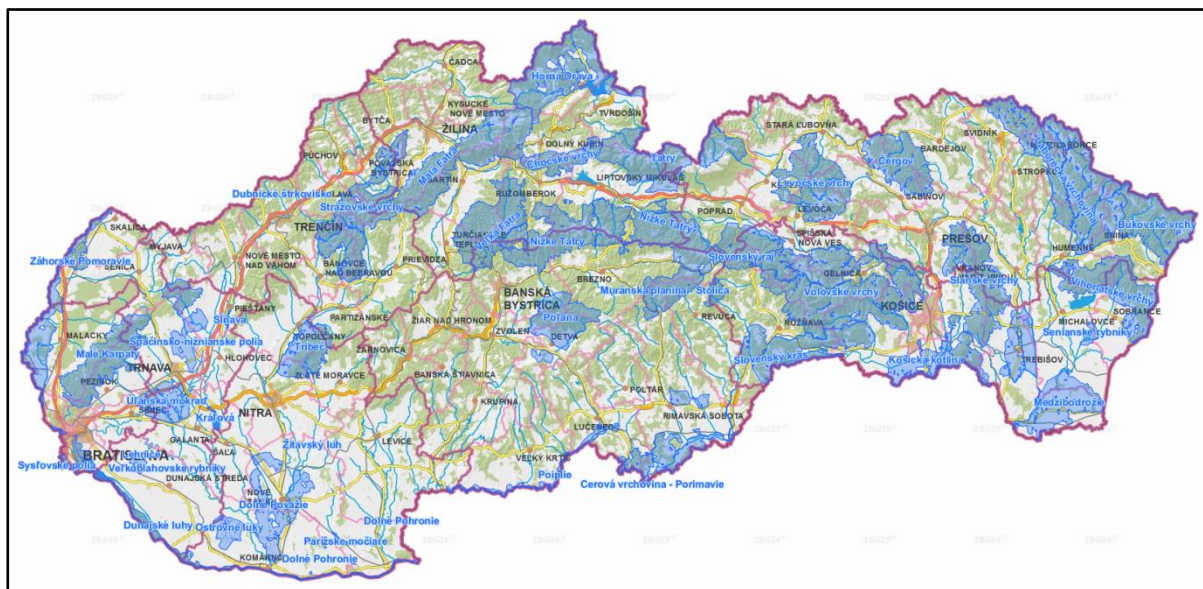 ČADCA
Horná Orava
KYSUCKÉ
NOVÉ MESTO
TVRDOŠÍN
BYTČA
ŽILINA
STARÁ ĽUBOVŇA
SVIDNÍK
BARDEJOV
DOLNÝ KUBÍN
PÚCHOV
POVAŽSKÁ
BYSTRICA
Malá Fatra
Chočské vrchy
Tatry
Čergov
STROPKOV
MARTIN
LIPTOVSKÝ MIKULÁŠ
Levočské vrchy
SABINOV
Dubnické štrkovisko
RUŽOMBEROK
LEVOČA
Strážovské vrchy
POPRAD
Nízke Tatry
SKALICA
TRENČÍN
TURČIANSKE
TEPLICE
Veľká Fatra
Nízke Tatry
SPIŠSKÁ
NOVÁ VES
PREŠOV
Bukovské vrchy
SNINA
MYJAVA
HUMENNÉ
NOVÉ MESTO
NAD VÁHOM
PRIEVIDZA
Slovenský raj
Záhorské Pomoravie
SENICA
BÁNOVCE
NAD BEBRAVOU
BREZNO
GELNICA
VRANOV
Slanské vrchy
Vihorlatské vrchy
BANSKÁ
BYSTRICA
Muránska planina - Stolica
Volovské vrchy
PIEŠŤANY
KOŠICE
PARTIZÁNSKE
REVÚCA
SOBRANCE
MALACKY
Sĺňava
ŽIAR NAD HRONOM
Poľana
ROŽŇAVA
MICHALOVCE
TOPOĽČANY
ZVOLEN
DETVA
Senianske rybníky
Špačinsko-nižnianske polia
Tribeč
Malé Karpaty
HLOHOVEC
ŽARNOVICA
Slovenský kras
Košická kotlina
TREBIŠOV
TRNAVA
ZLATÉ MORAVCE
BANSKÁ ŠTIAVNICA
PEZINOK
POLTÁR
KRUPINA
Úľanská mokraď
SENEC
Medzibodrožie
NITRA
RIMAVSKÁ SOBOTA
Kráľová
LUČENEC
GALANTA
Žitavský luh
LEVICE
ŠAĽA
BRATISLAVA
VEĽKÝ KRTÍŠ
Sysľovské polia
Veľkoblahovské rybníky
Poiplie
DUNAJSKÁ STREDA
Cerová vrchovina - Porimavie
NOVÉ
Dolné Považie
Dunajské luhy
Ostrovné lúky
Dolné Pohronie
Parížske močiare
KOMÁRNO
Dolné Pohronie